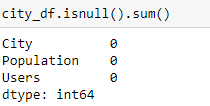 city_df.isnull().sum()
City 0
Population 0
Users 0
dtype: int64